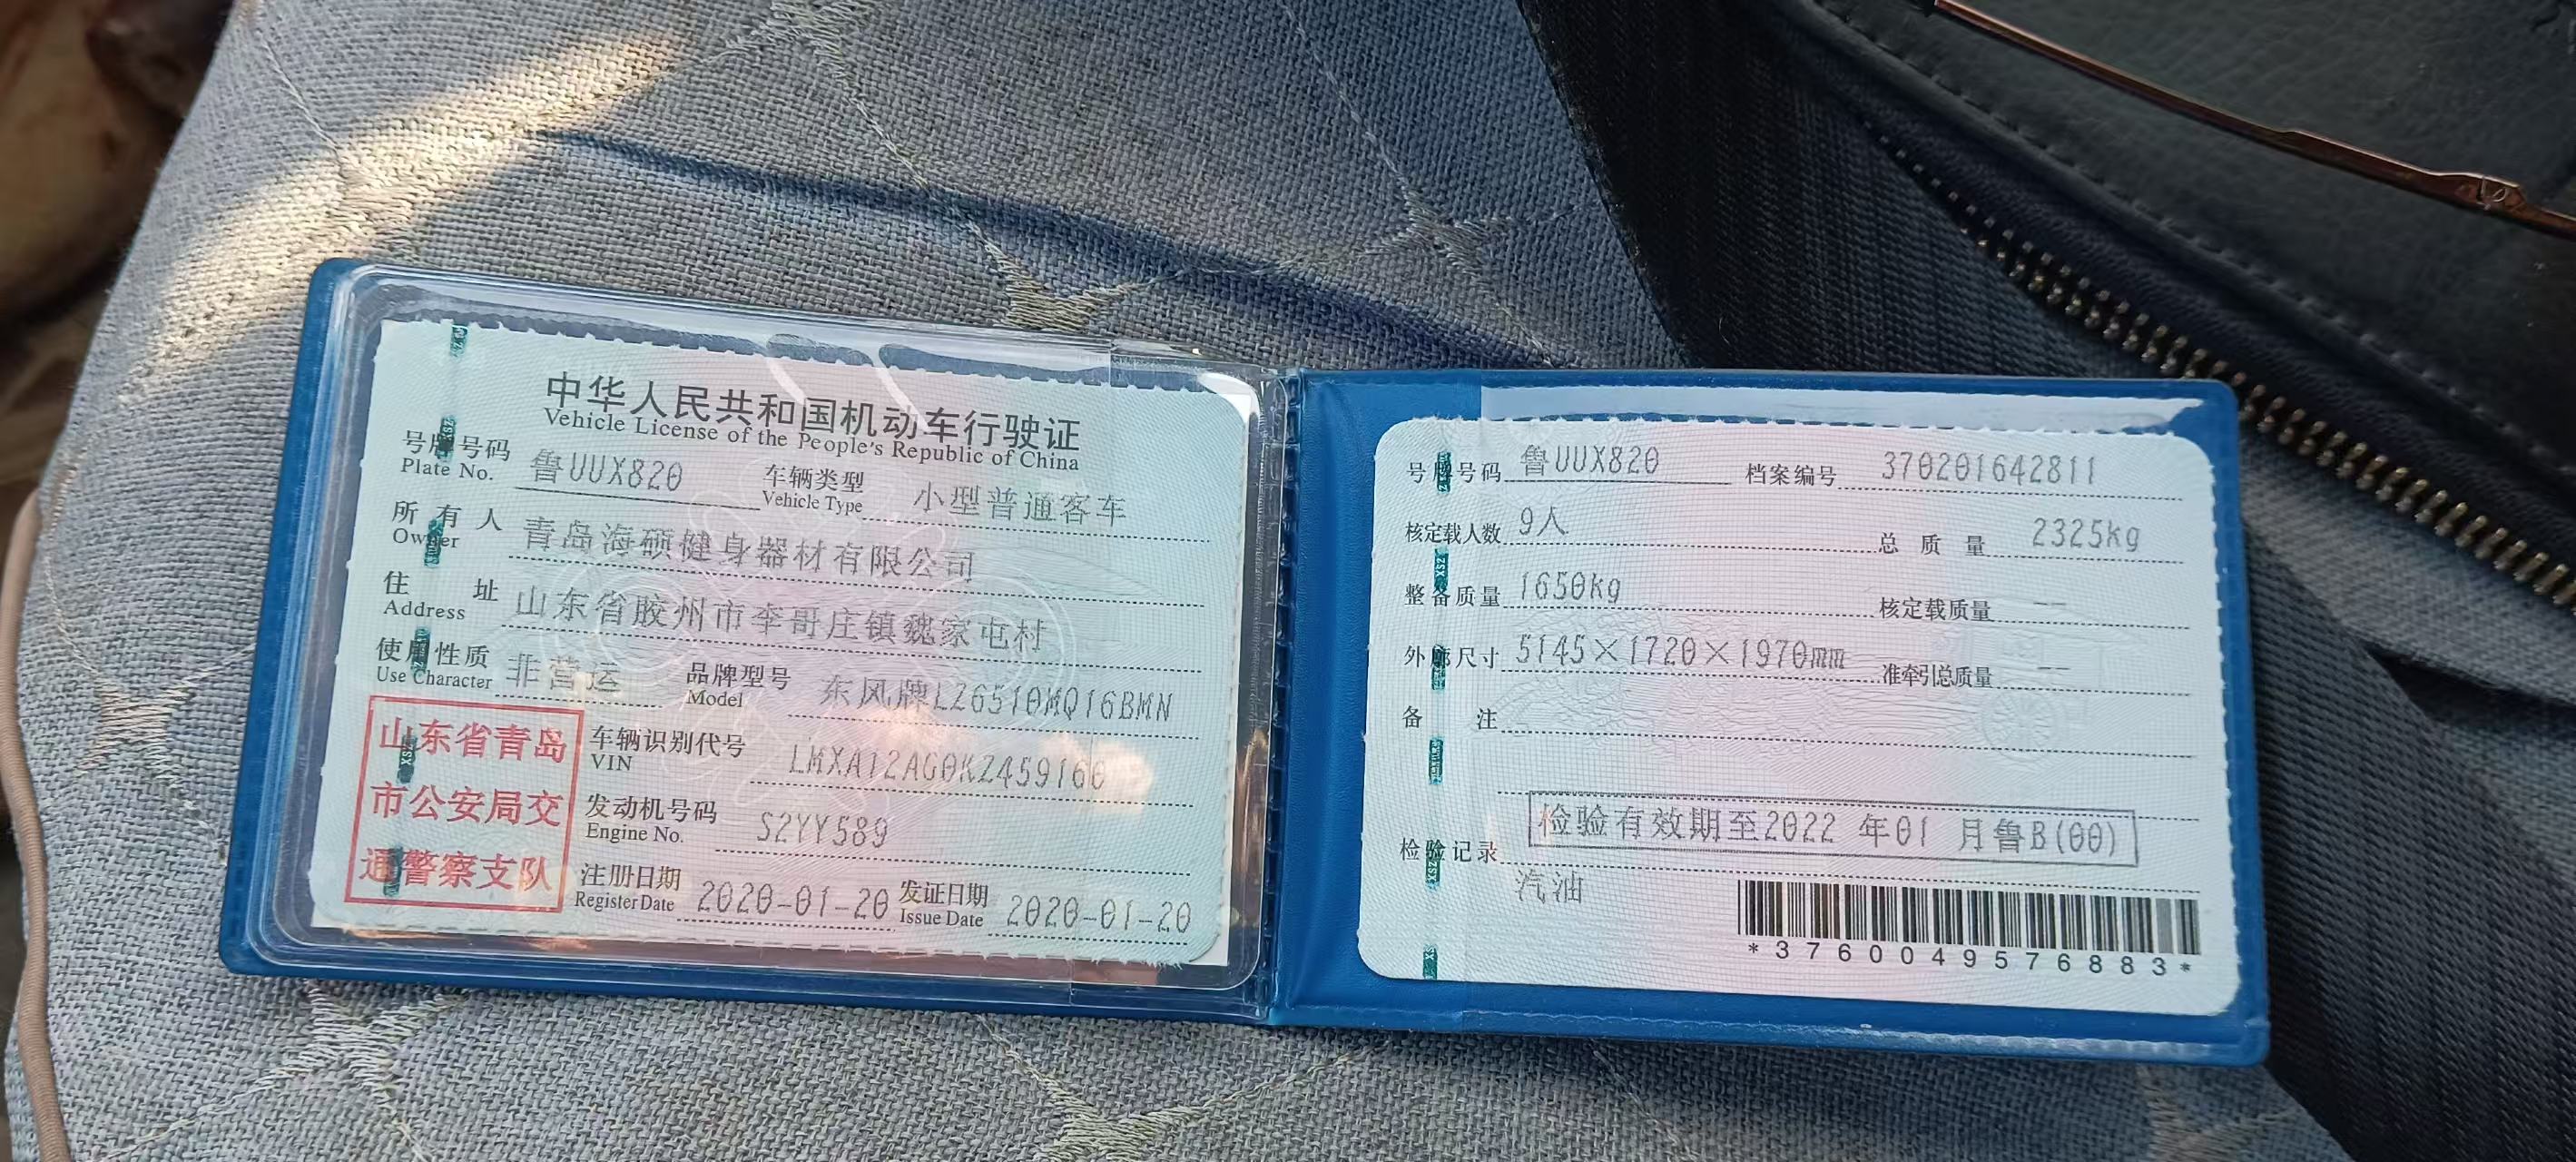 中华人民共和国机动车行驶证
Vehicle License of the People's Republic of China
号牌号码 鲁UUX820 车辆类型 小型普通客车
Plate No. Vehicle Type
所有人 青岛海硕健身器材有限公司
Owner
住址 山东省胶州市李哥庄镇魏家屯村
Address
使用性质 非营运 品牌型号 东风牌LZ6510MQ16BMN
Use Character Model
山东省青岛
市公安局交
通警察支队
车辆识别代号 LMXA12AG0KZ459160
VIN
发动机号码 S2YY589
Engine No.
注册日期 2020-01-20 发证日期 2020-01-20
Register Date Issue Date
号牌号码 鲁UUX820 档案编号 370201642811
核定载人数 9人 总质量 2325kg
整备质量 1650kg 核定载质量 --
外廓尺寸 5145×1720×1970mm 准牵引总质量 --
备注
检验记录 检验有效期至2022 年01 月鲁B(00)
汽油
*3760049576883*